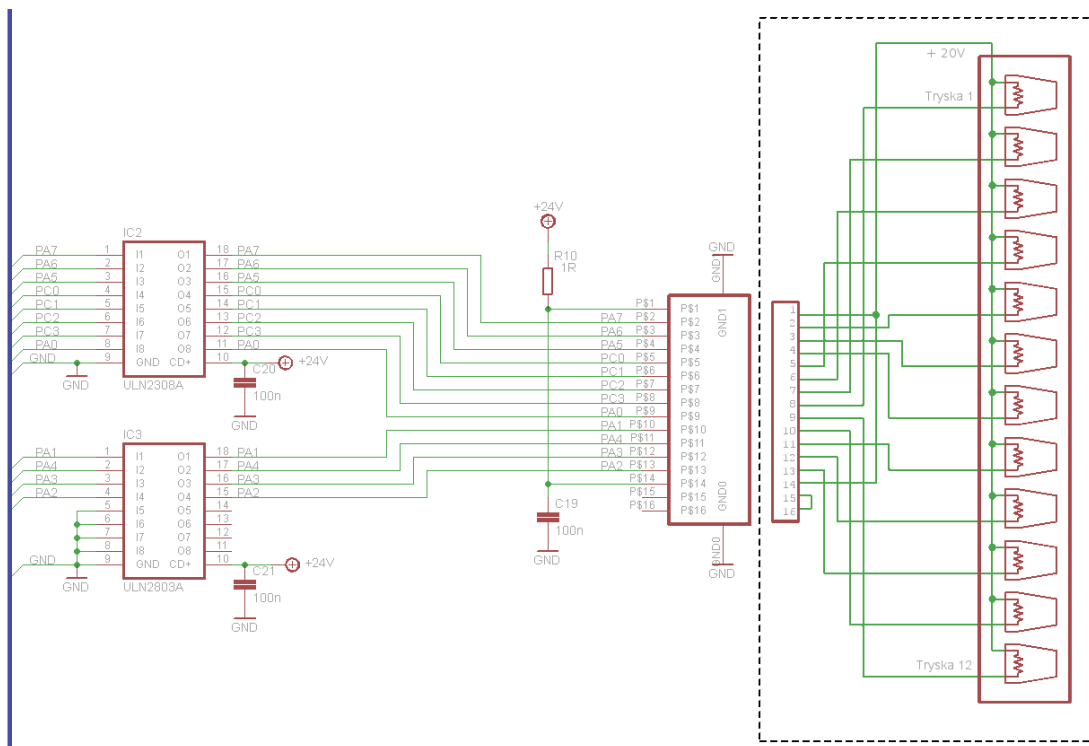 + 20V
Tryska 1
+24V
R10
1R
IC2
PA7 1 I1 O1 18 PA7
PA6 2 I2 O2 17 PA6
PA5 3 I3 O3 16 PA5
PC0 4 I4 O4 15 PC0
PC1 5 I5 O5 14 PC1
PC2 6 I6 O6 13 PC2
PC3 7 I7 O7 12 PC3
PA0 8 I8 O8 11 PA0
GND 9 GND CD+ 10 +24V
GND
ULN2308A
C20
100n
GND
IC3
PA1 1 I1 O1 18 PA1
PA4 2 I2 O2 17 PA4
PA3 3 I3 O3 16 PA3
PA2 4 I4 O4 15 PA2
5 I5 O5 14
6 I6 O6 13
7 I7 O7 12
8 I8 O8 11
GND 9 GND CD+ 10 +24V
GND
ULN2803A
C21
100n
GND
C19
100n
GND
GND
GND
GND1
P$1 P$1
PA7 P$2 P$2
PA6 P$3 P$3
PA5 P$4 P$4
PC0 P$5 P$5
PC1 P$6 P$6
PC2 P$7 P$7
PC3 P$8 P$8
PA0 P$9 P$9
PA1 P$10 P$10
PA4 P$11 P$11
PA3 P$12 P$12
PA2 P$13 P$13
P$14 P$14
P$15 P$15
P$16 P$16
GND0
GND0
GND
1
2
3
4
5
6
7
8
9
10
11
12
13
14
15
16
Tryska 12